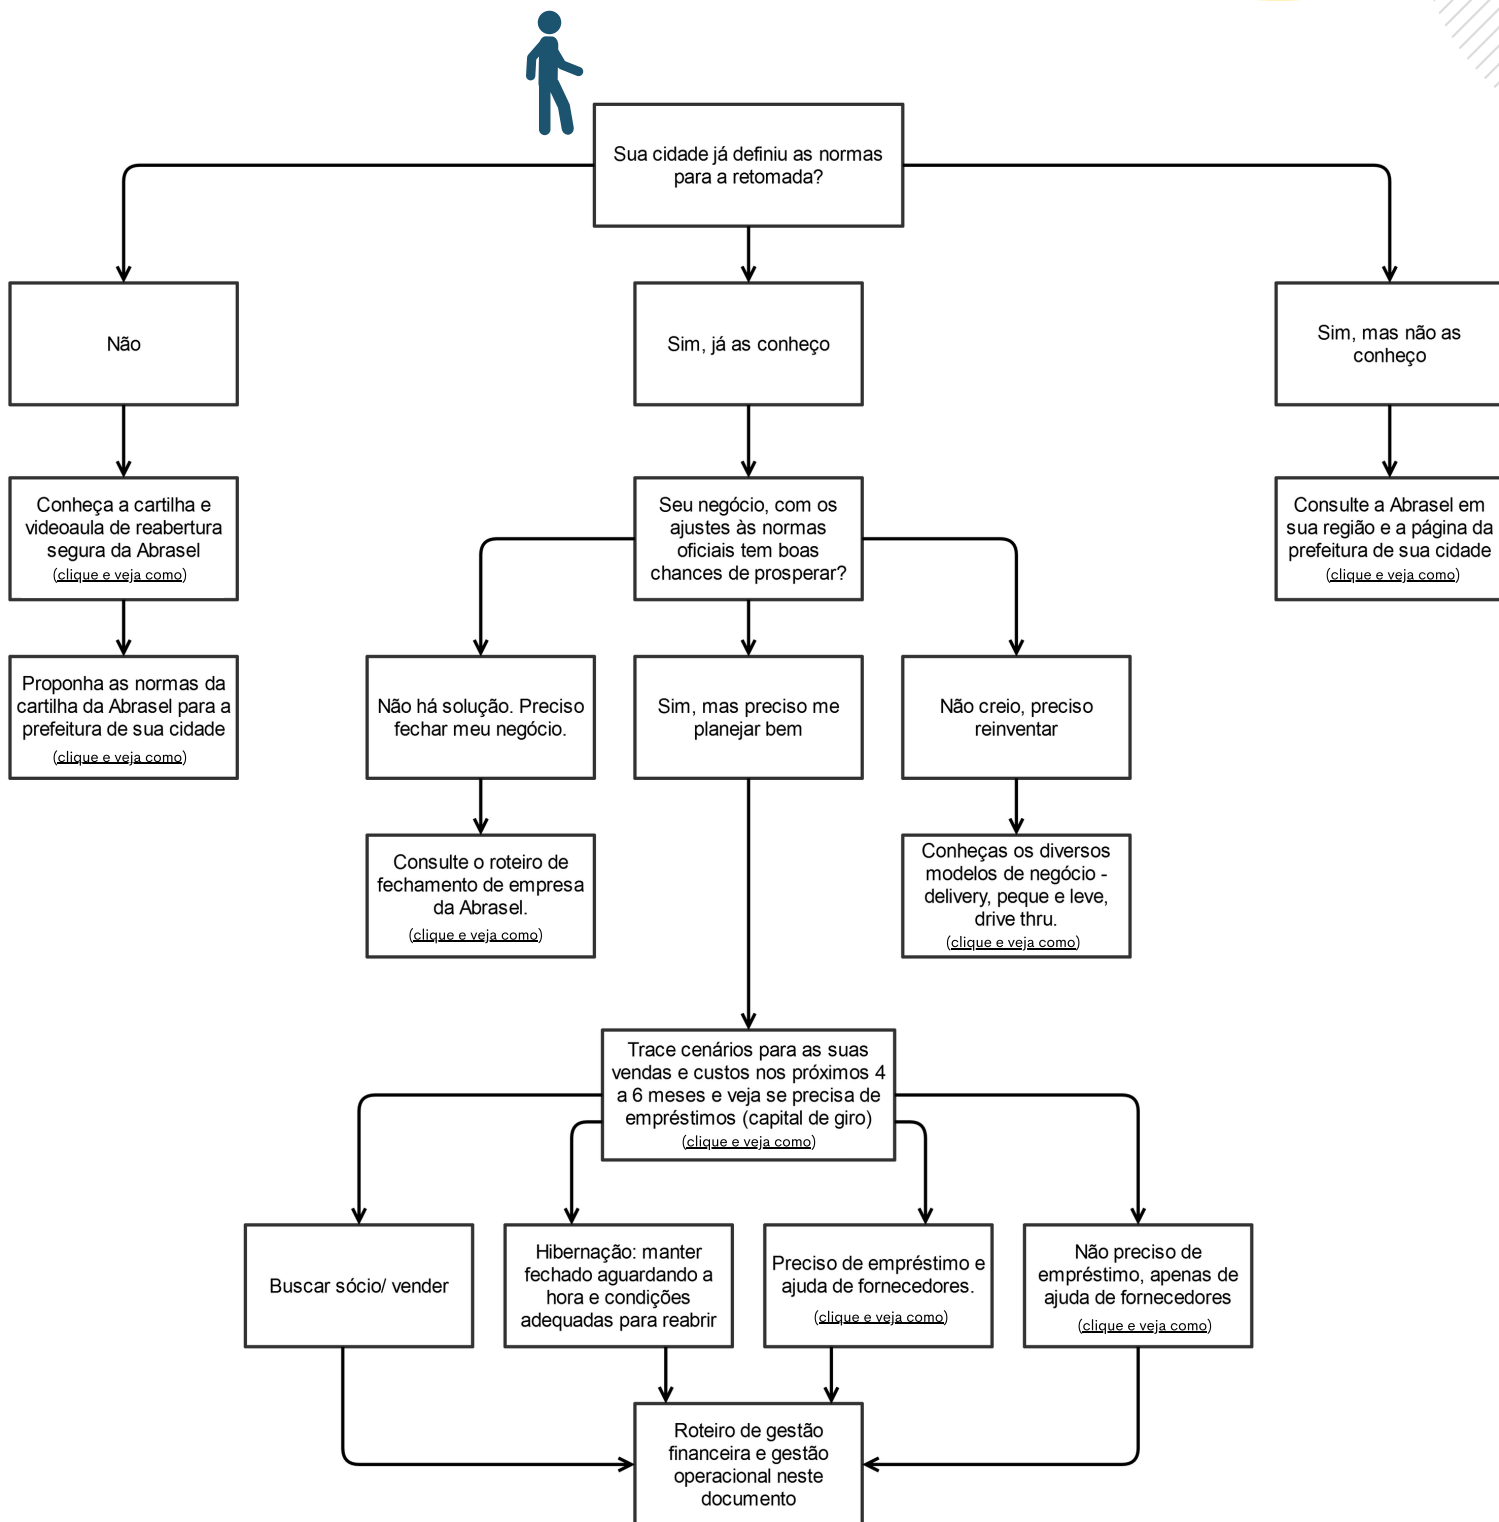 Sua cidade já definiu as normas
para a retomada?
Não
Sim, já as conheço
Sim, mas não as
conheço
Conheça a cartilha e
videoaula de reabertura
segura da Abrasel
(clique e veja como)
Seu negócio, com os
ajustes às normas
oficiais tem boas
chances de prosperar?
Consulte a Abrasel em
sua região e a página da
prefeitura de sua cidade
(clique e veja como)
Proponha as normas da
cartilha da Abrasel para a
prefeitura de sua cidade
(clique e veja como)
Não há solução. Preciso
fechar meu negócio.
Sim, mas preciso me
planejar bem
Não creio, preciso
reinventar
Consulte o roteiro de
fechamento de empresa
da Abrasel.
(clique e veja como)
Conheças os diversos
modelos de negócio -
delivery, peque e leve,
drive thru.
(clique e veja como)
Trace cenários para as suas
vendas e custos nos próximos 4
a 6 meses e veja se precisa de
empréstimos (capital de giro)
(clique e veja como)
Buscar sócio/ vender
Hibernação: manter
fechado aguardando a
hora e condições
adequadas para reabrir
Preciso de empréstimo e
ajuda de fornecedores.
(clique e veja como)
Não preciso de
empréstimo, apenas de
ajuda de fornecedores
(clique e veja como)
Roteiro de gestão
financeira e gestão
operacional neste
documento